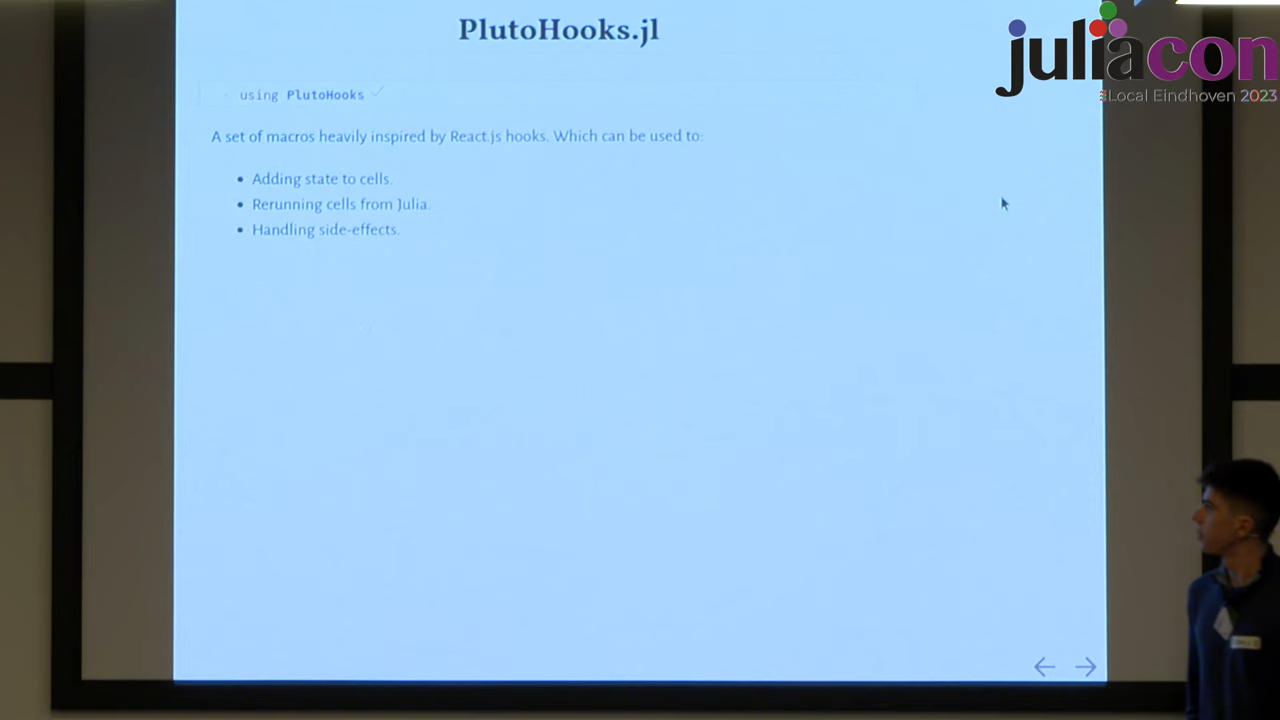 PlutoHooks.jl
juliacon
Local Eindhoven 2023
using PlutoHooks
A set of macros heavily inspired by React.js hooks. Which can be used to:
• Adding state to cells.
• Rerunning cells from Julia.
• Handling side-effects.